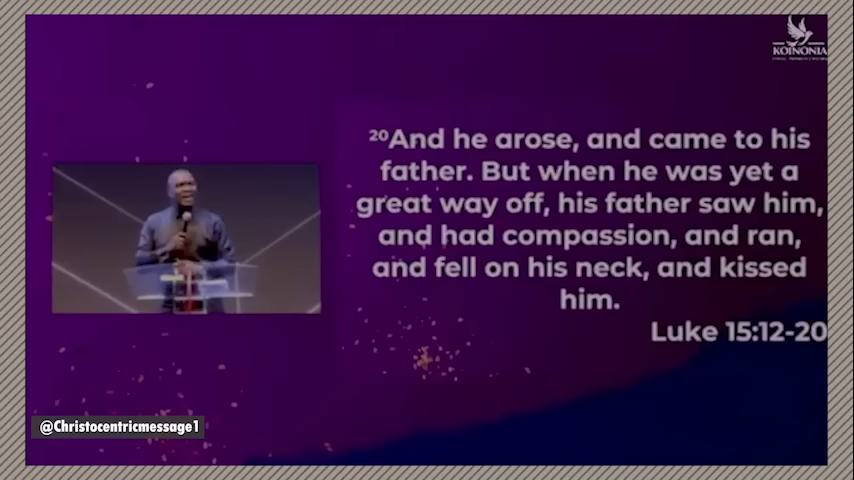 KOINONIA
20And he arose, and came to his
father. But when he was yet a
great way off, his father saw him,
and had compassion, and ran,
and fell on his neck, and kissed
him.
Luke 15:12-20
@Christocentricmessage1